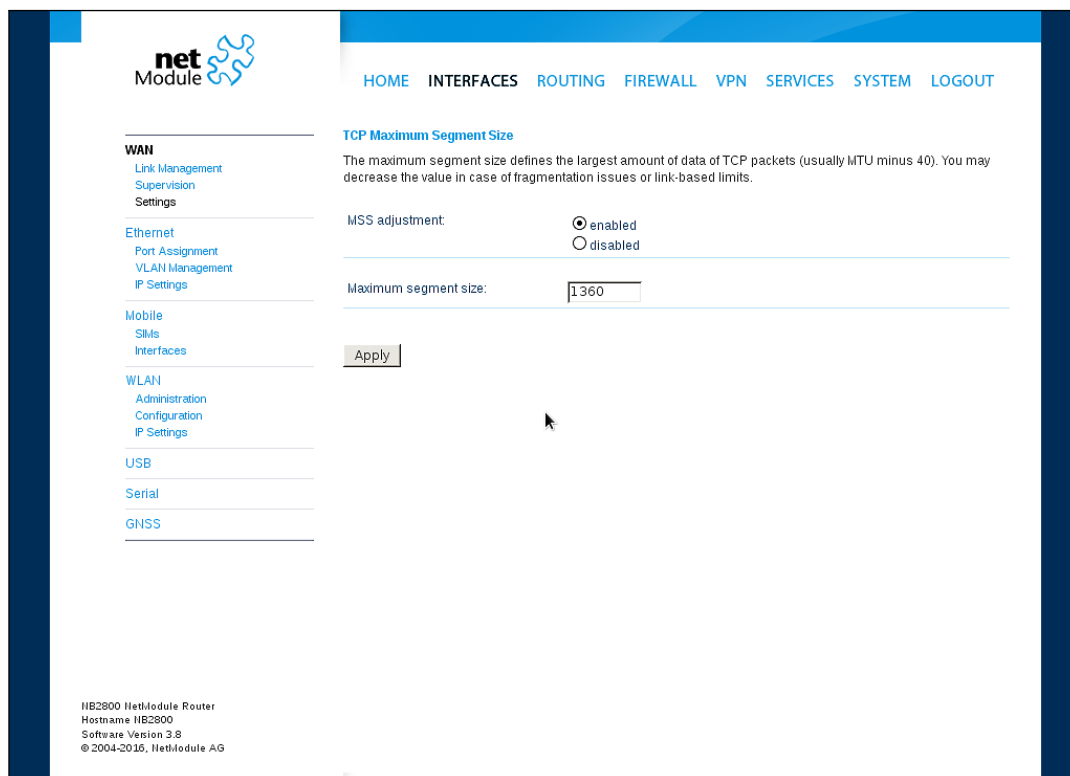 net
Module
HOME INTERFACES ROUTING FIREWALL VPN SERVICES SYSTEM LOGOUT
WAN
Link Management
Supervision
Settings
Ethernet
Port Assignment
VLAN Management
IP Settings
Mobile
SIMs
Interfaces
WLAN
Administration
Configuration
IP Settings
USB
Serial
GNSS
TCP Maximum Segment Size
The maximum segment size defines the largest amount of data of TCP packets (usually MTU minus 40). You may
decrease the value in case of fragmentation issues or link-based limits.
MSS adjustment:
enabled
disabled
Maximum segment size:
1360
Apply
NB2800 NetModule Router
Hostname NB2800
Software Version 3.8
© 2004-2016, NetModule AG